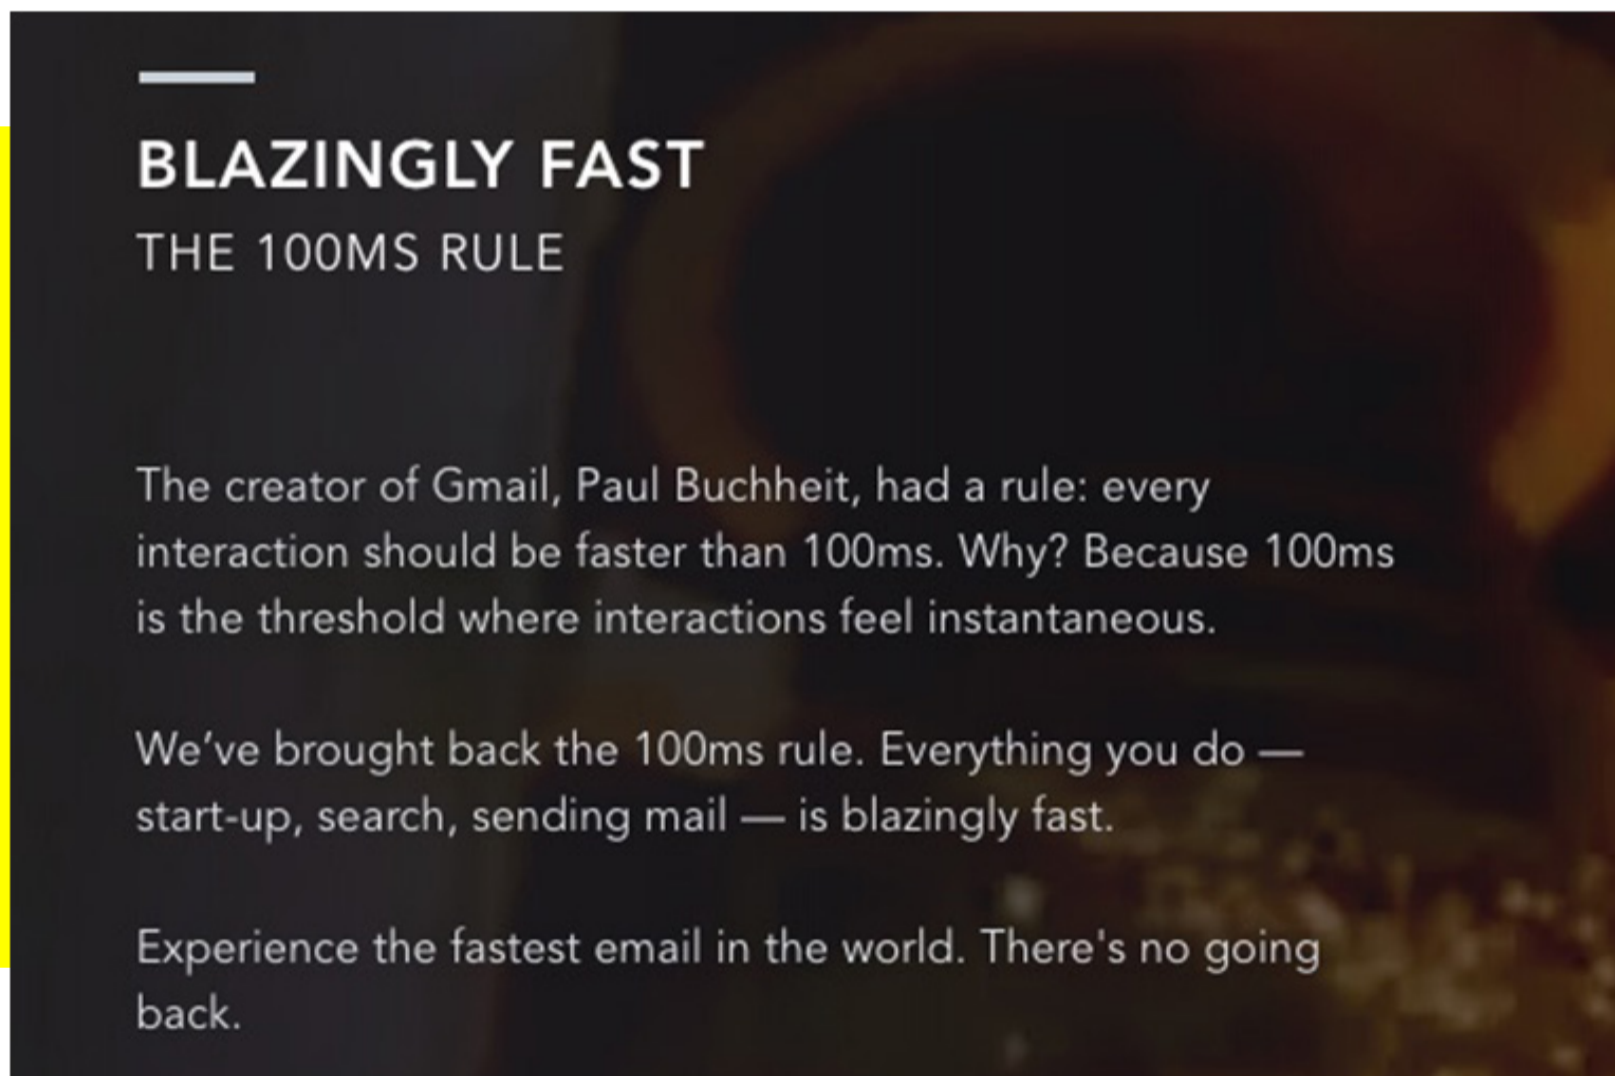 BLAZINGLY FAST
THE 100MS RULE
The creator of Gmail, Paul Buchheit, had a rule: every
interaction should be faster than 100ms. Why? Because 100ms
is the threshold where interactions feel instantaneous.
We’ve brought back the 100ms rule. Everything you do —
start-up, search, sending mail — is blazingly fast.
Experience the fastest email in the world. There's no going
back.